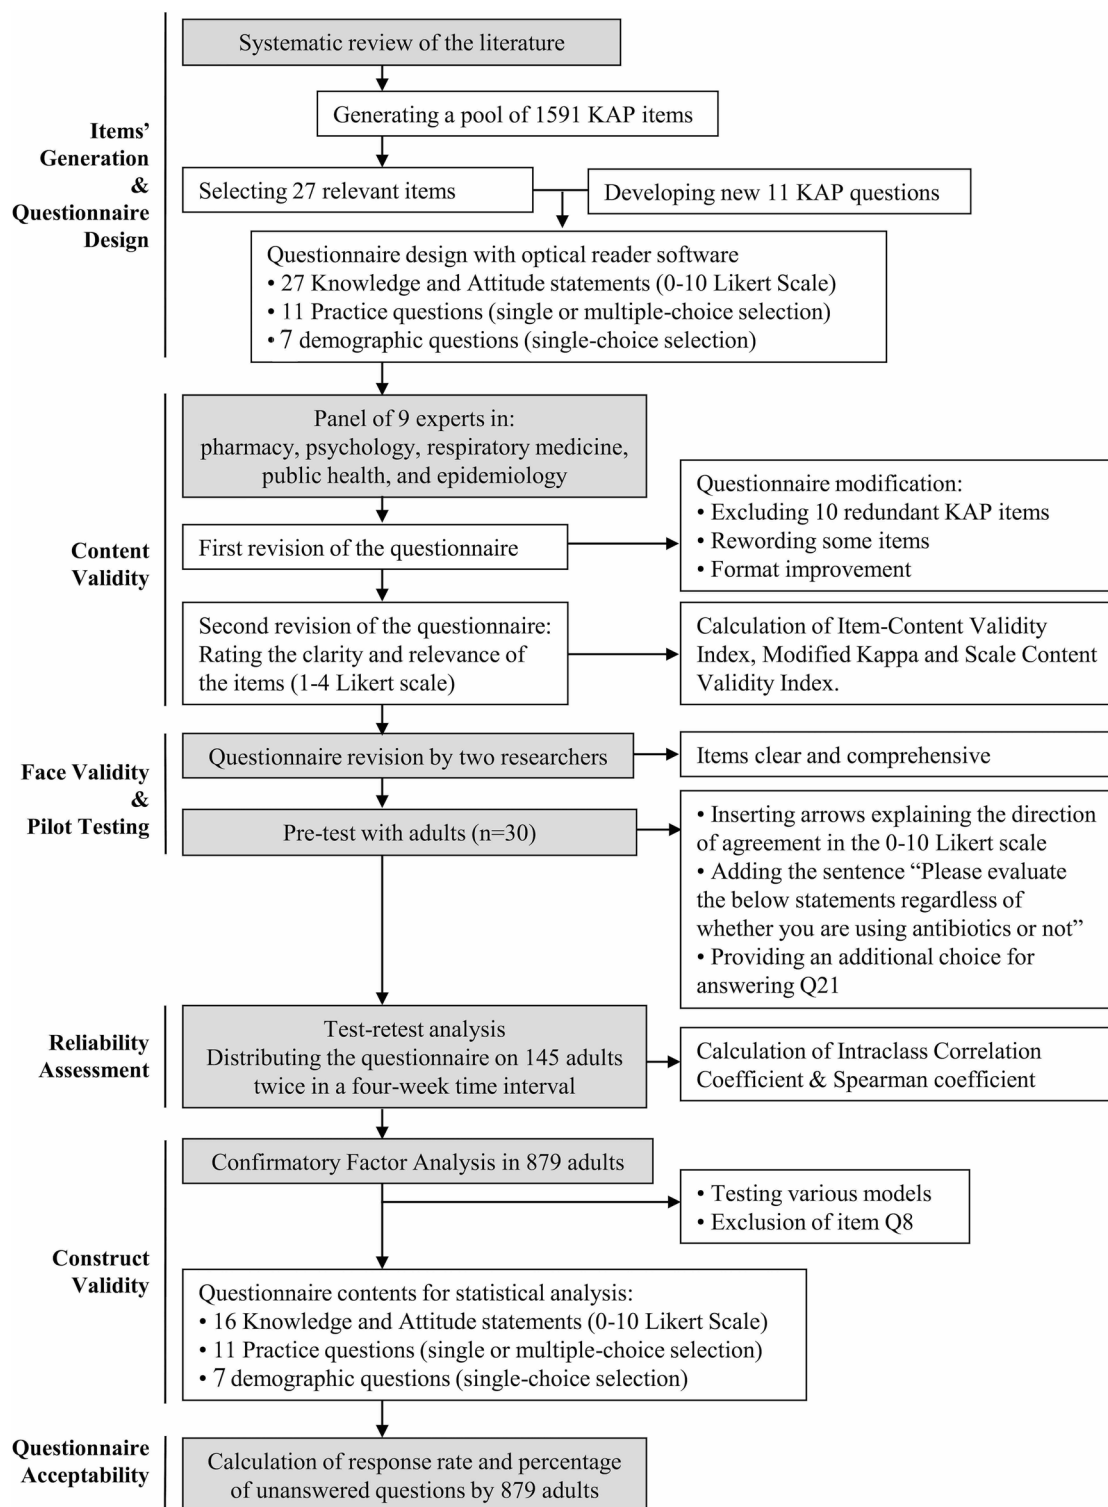 Systematic review of the literature
Generating a pool of 1591 KAP items
Items'
Generation
&
Questionnaire
Design
Selecting 27 relevant items
Developing new 11 KAP questions
Questionnaire design with optical reader software
• 27 Knowledge and Attitude statements (0-10 Likert Scale)
• 11 Practice questions (single or multiple-choice selection)
• 7 demographic questions (single-choice selection)
Panel of 9 experts in:
pharmacy, psychology, respiratory medicine,
public health, and epidemiology
Content
Validity
First revision of the questionnaire
Questionnaire modification:
• Excluding 10 redundant KAP items
• Rewording some items
• Format improvement
Second revision of the questionnaire:
Rating the clarity and relevance of
the items (1-4 Likert scale)
Calculation of Item-Content Validity
Index, Modified Kappa and Scale Content
Validity Index.
Face Validity
&
Pilot Testing
Questionnaire revision by two researchers
Items clear and comprehensive
Pre-test with adults (n=30)
• Inserting arrows explaining the direction
of agreement in the 0-10 Likert scale
• Adding the sentence “Please evaluate
the below statements regardless of
whether you are using antibiotics or not”
• Providing an additional choice for
answering Q21
Reliability
Assessment
Test-retest analysis
Distributing the questionnaire on 145 adults
twice in a four-week time interval
Calculation of Intraclass Correlation
Coefficient & Spearman coefficient
Construct
Validity
Confirmatory Factor Analysis in 879 adults
• Testing various models
• Exclusion of item Q8
Questionnaire contents for statistical analysis:
• 16 Knowledge and Attitude statements (0-10 Likert Scale)
• 11 Practice questions (single or multiple-choice selection)
• 7 demographic questions (single-choice selection)
Questionnaire
Acceptability
Calculation of response rate and percentage
of unanswered questions by 879 adults